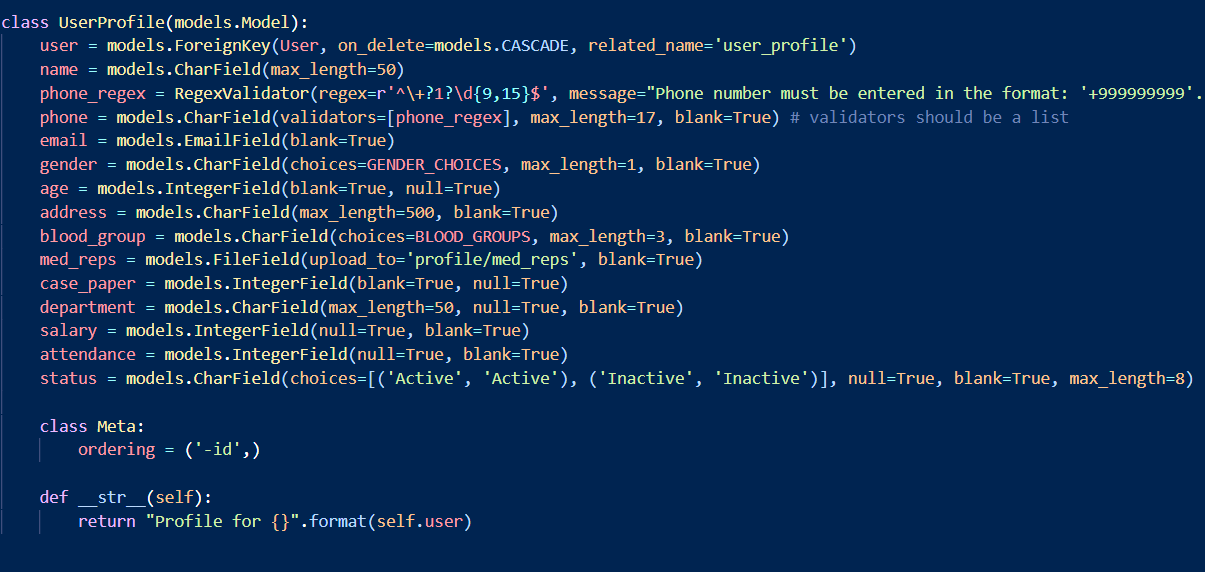 class UserProfile(models.Model):
    user = models.ForeignKey(User, on_delete=models.CASCADE, related_name='user_profile')
    name = models.CharField(max_length=50)
    phone_regex = RegexValidator(regex=r'^\+?1?\d{9,15}$', message="Phone number must be entered in the format: '+999999999'.
    phone = models.CharField(validators=[phone_regex], max_length=17, blank=True) # validators should be a list
    email = models.EmailField(blank=True)
    gender = models.CharField(choices=GENDER_CHOICES, max_length=1, blank=True)
    age = models.IntegerField(blank=True, null=True)
    address = models.CharField(max_length=500, blank=True)
    blood_group = models.CharField(choices=BLOOD_GROUPS, max_length=3, blank=True)
    med_reps = models.FileField(upload_to='profile/med_reps', blank=True)
    case_paper = models.IntegerField(blank=True, null=True)
    department = models.CharField(max_length=50, null=True, blank=True)
    salary = models.IntegerField(null=True, blank=True)
    attendance = models.IntegerField(null=True, blank=True)
    status = models.CharField(choices=[('Active', 'Active'), ('Inactive', 'Inactive')], null=True, blank=True, max_length=8)
    class Meta:
        ordering = ('-id',)
    def __str__(self):
        return "Profile for {}".format(self.user)